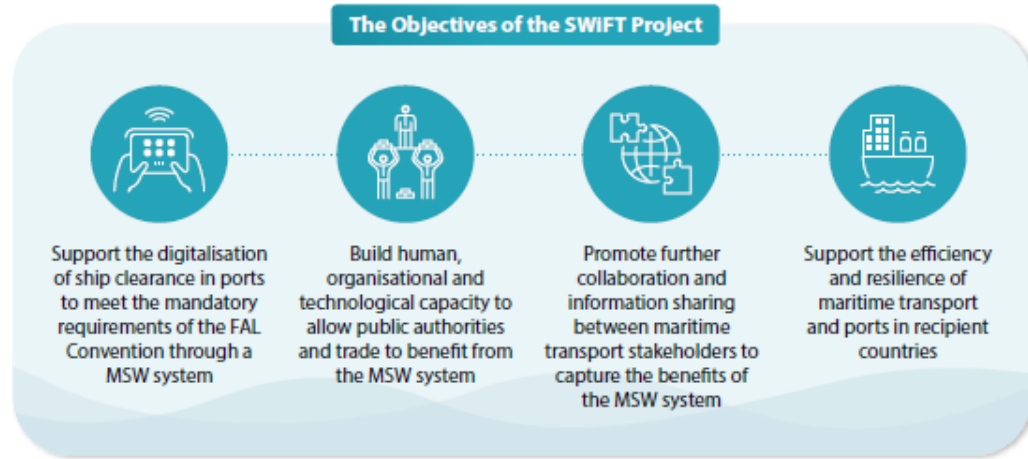 The Objectives of the SWiFT Project
Support the digitalisation
of ship clearance in ports
to meet the mandatory
requirements of the FAL
Convention through a
MSW system
Build human,
organisational and
technological capacity to
allow public authorities
and trade to benefit from
the MSW system
Promote further
collaboration and
information sharing
between maritime
transport stakeholders to
capture the benefits of
the MSW system
Support the efficiency
and resilience of
maritime transport
and ports in recipient
countries